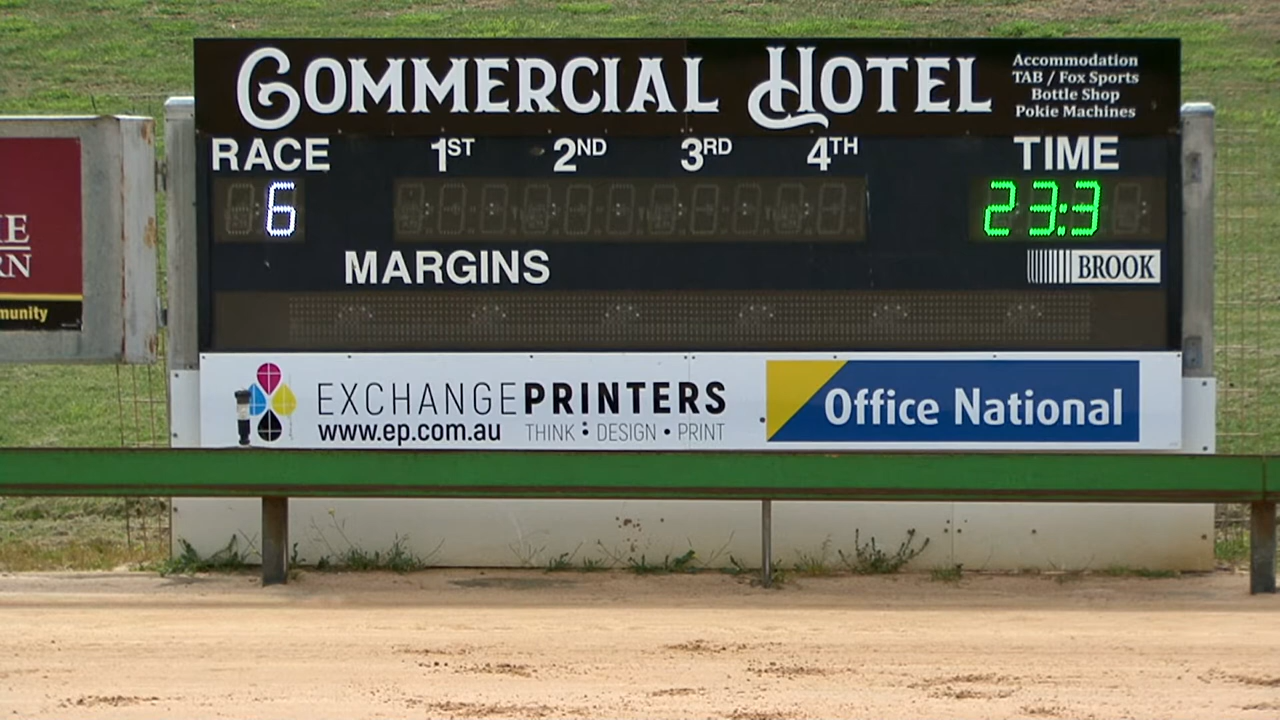 COMMERCIAL HOTEL
Accommodation
TAB / Fox Sports
Bottle Shop
Pokie Machines
RACE 1ST 2ND 3RD 4TH TIME
6 23:3
MARGINS
BROOK
munity
EXCHANGEPRINTERS
www.ep.com.au THINK • DESIGN • PRINT
Office National